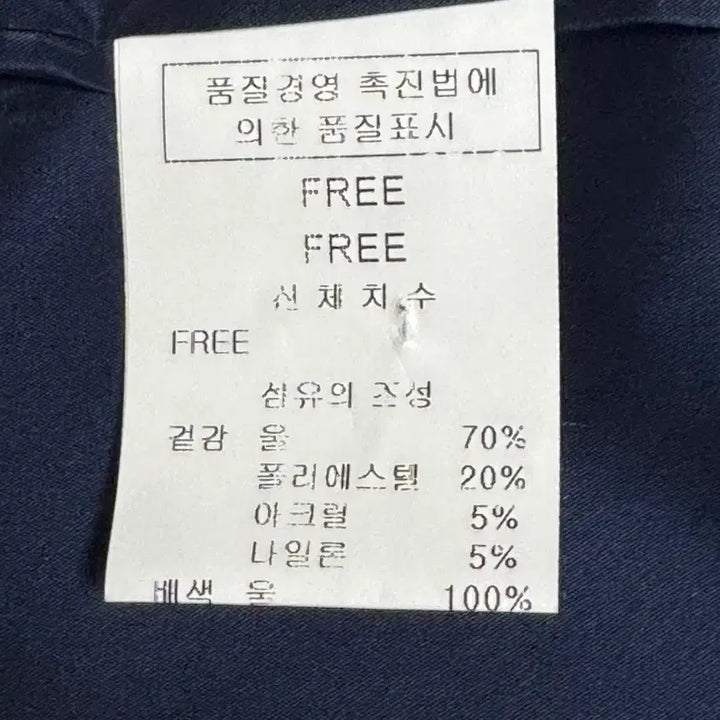 품질경영 촉진법에
의한 품질표시
FREE
FREE
신체치수
FREE
섬유의 조성
겉감 울 70%
폴리에스텔 20%
아크릴 5%
나일론 5%
배색 울 100%